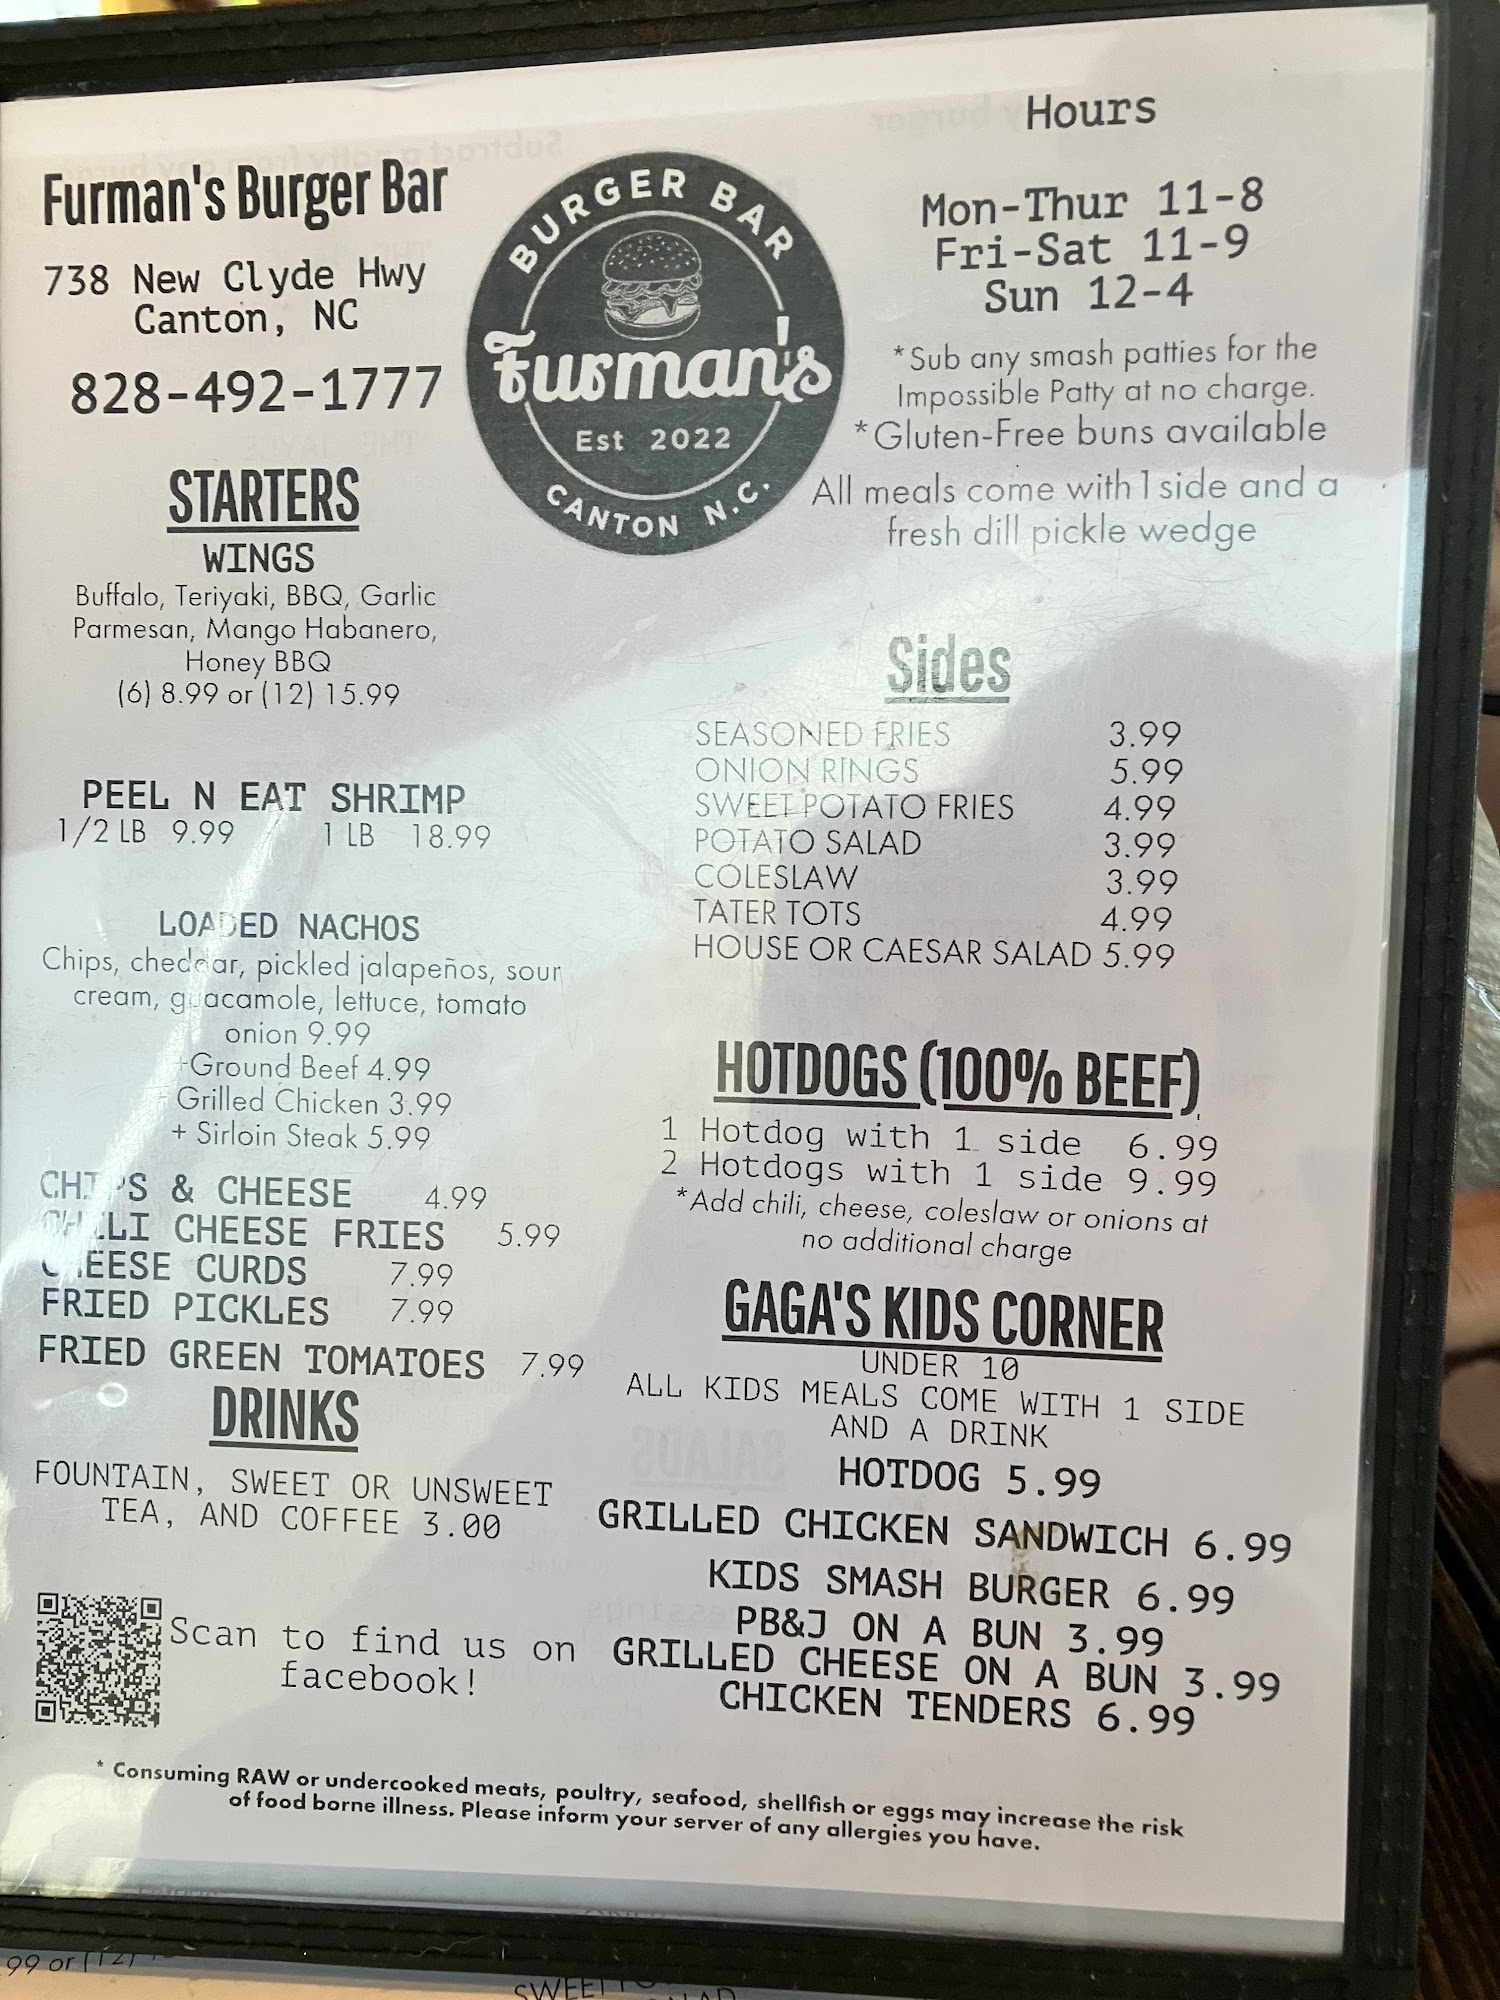 Furman's Burger Bar
738 New Clyde Hwy
Canton, NC
828-492-1777
BURGER BAR
Furman's
Est 2022
CANTON N.C.
Hours
Mon-Thur 11-8
Fri-Sat 11-9
Sun 12-4
*Sub any smash patties for the
Impossible Patty at no charge.
*Gluten-Free buns available
All meals come with 1 side and a
fresh dill pickle wedge
STARTERS
WINGS
Buffalo, Teriyaki, BBQ, Garlic
Parmesan, Mango Habanero,
Honey BBQ
(6) 8.99 or (12) 15.99
PEEL N EAT SHRIMP
1/2 LB 9.99 1 LB 18.99
LOADED NACHOS
Chips, cheddar, pickled jalapeños, sour
cream, guacamole, lettuce, tomato
onion 9.99
+Ground Beef 4.99
+ Grilled Chicken 3.99
+ Sirloin Steak 5.99
CHIPS & CHEESE 4.99
CHILI CHEESE FRIES 5.99
CHEESE CURDS 7.99
FRIED PICKLES 7.99
FRIED GREEN TOMATOES 7.99
DRINKS
FOUNTAIN, SWEET OR UNSWEET
TEA, AND COFFEE 3.00
Scan to find us on
facebook!
Sides
SEASONED FRIES 3.99
ONION RINGS 5.99
SWEET POTATO FRIES 4.99
POTATO SALAD 3.99
COLESLAW 3.99
TATER TOTS 4.99
HOUSE OR CAESAR SALAD 5.99
HOTDOGS (100% BEEF)
1 Hotdog with 1 side 6.99
2 Hotdogs with 1 side 9.99
*Add chili, cheese, coleslaw or onions at
no additional charge
GAGA'S KIDS CORNER
UNDER 10
ALL KIDS MEALS COME WITH 1 SIDE
AND A DRINK
HOTDOG 5.99
GRILLED CHICKEN SANDWICH 6.99
KIDS SMASH BURGER 6.99
PB&J ON A BUN 3.99
GRILLED CHEESE ON A BUN 3.99
CHICKEN TENDERS 6.99
* Consuming RAW or undercooked meats, poultry, seafood, shellfish or eggs may increase the risk
of food borne illness. Please inform your server of any allergies you have.